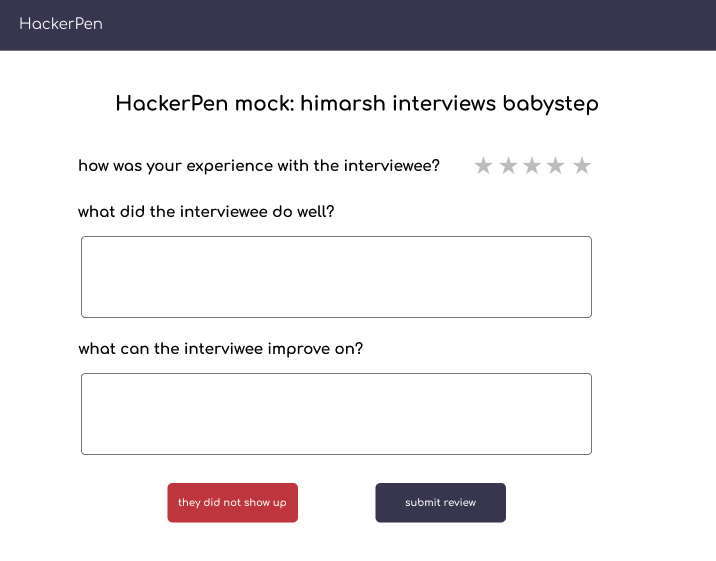 HackerPen
HackerPen mock: himarsh interviews babystep
how was your experience with the interviewee?
what did the interviewee do well?
what can the interviwee improve on?
they did not show up
submit review